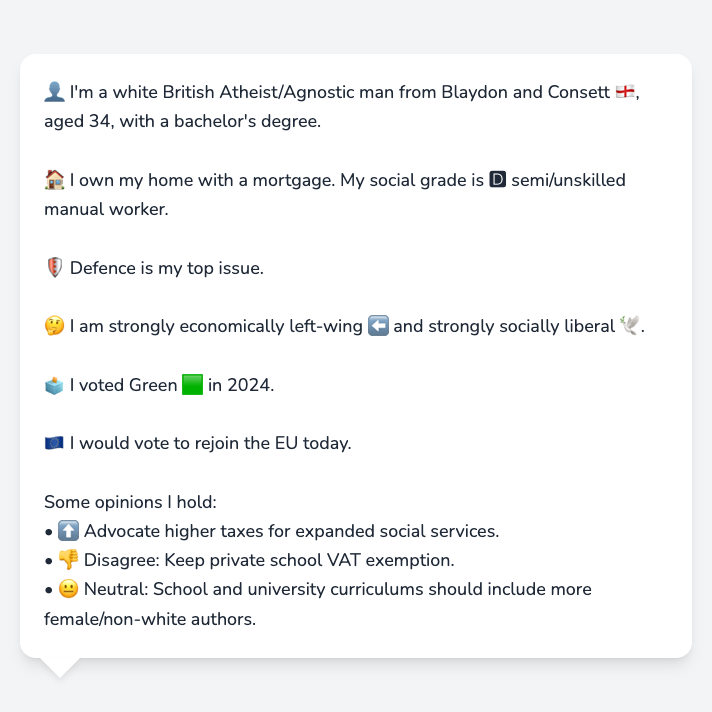 👤 I'm a white British Atheist/Agnostic man from Blaydon and Consett 🏴󠁧󠁢󠁥󠁮󠁧󠁿,
aged 34, with a bachelor's degree.
🏠 I own my home with a mortgage. My social grade is 🅳 semi/unskilled
manual worker.
🛡️ Defence is my top issue.
🤔 I am strongly economically left-wing ⬅️ and strongly socially liberal 🕊️.
🗳️ I voted Green 🟩 in 2024.
🇪🇺 I would vote to rejoin the EU today.
Some opinions I hold:
• ⬆️ Advocate higher taxes for expanded social services.
• 👎 Disagree: Keep private school VAT exemption.
• 😐 Neutral: School and university curriculums should include more
female/non-white authors.